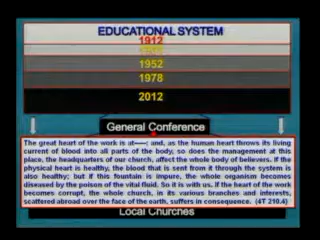 EDUCATIONAL SYSTEM
1912
1952
1978
2012
General Conference
The great heart of the work is at-----; and, as the human heart throws its living
current of blood into all parts of the body, so does the management at this
place, the headquarters of our church, affect the whole body of believers. If the
physical heart is healthy, the blood that is sent from it through the system is
also healthy; but if this fountain is impure, the whole organism becomes
diseased by the poison of the vital fluid. So it is with us. If the heart of the work
becomes corrupt, the whole church, in its various branches and interests,
scattered abroad over the face of the earth, suffers in consequence. (4T 210.4)
Local Churches